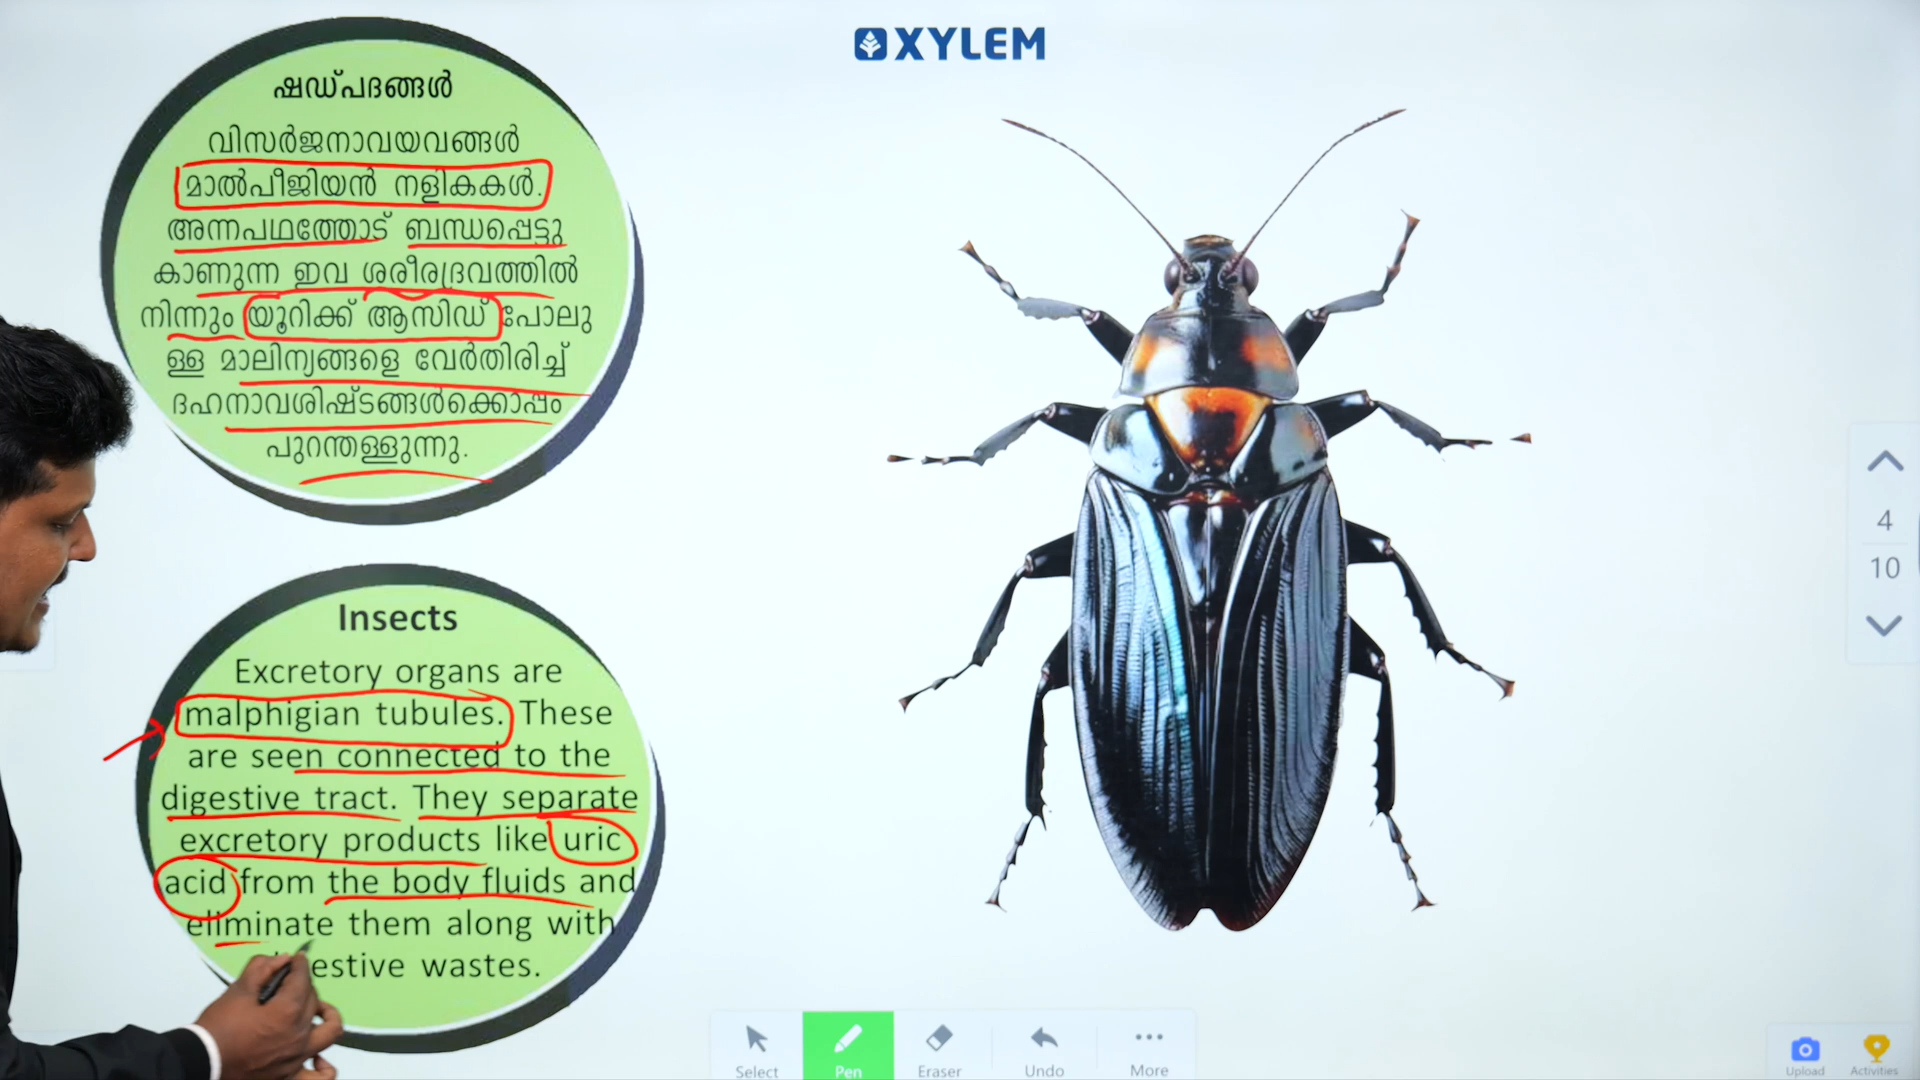 XYLEM
ഷഡ്പദങ്ങൾ
വിസർജനാവയവങ്ങൾ
മാൽപീജിയൻ നളികകൾ.
അന്നപഥത്തോട് ബന്ധപ്പെട്ടു
കാണുന്ന ഇവ ശരീരദ്രവത്തിൽ
നിന്നും യൂറിക്ക് ആസിഡ് പോലു
ള്ള മാലിന്യങ്ങളെ വേർതിരിച്ച്
ദഹനാവശിഷ്ടങ്ങൾക്കൊപ്പം
പുറന്തള്ളുന്നു.
Insects
Excretory organs are
malphigian tubules. These
are seen connected to the
digestive tract. They separate
excretory products like uric
acid from the body fluids and
eliminate them along with
wastes.
4
10
Select
Pen
Eraser
Undo
More
Upload
Activities